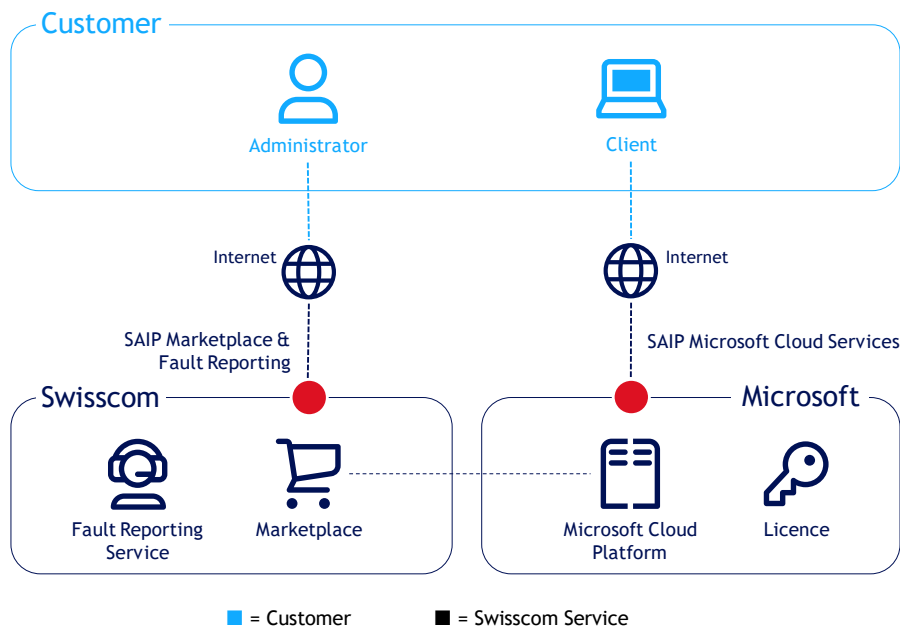 Customer
Administrator
Client
Internet
Internet
SAIP Marketplace &
Fault Reporting
SAIP Microsoft Cloud Services
Swisscom
Microsoft
Fault Reporting
Service
Marketplace
Microsoft Cloud
Platform
Licence
= Customer
= Swisscom Service